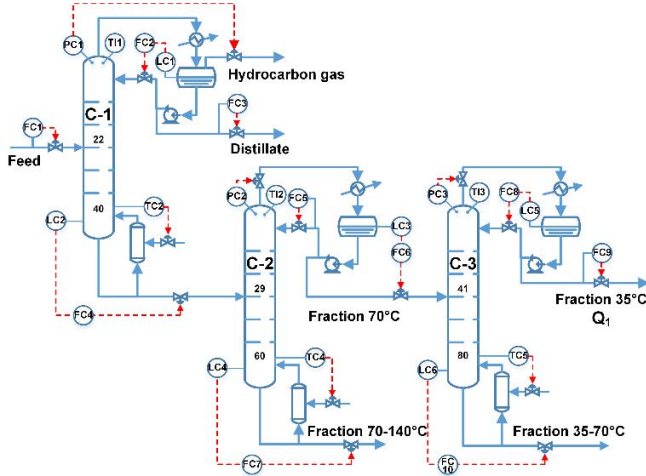 PC1
TI1
FC2
LC1
Hydrocarbon gas
FC3
C-1
FC1
22
Feed
Distillate
40
LC2
TC2
PC2
TI2
FC5
PC3
TI3
FC8
LC5
LC3
C-2
FC6
C-3
FC9
29
41
FC4
Fraction 70°C
Fraction 35°C
Q1
60
80
LC4
TC4
LC6
TC5
Fraction 70-140°C
Fraction 35-70°C
FC7
FC
10